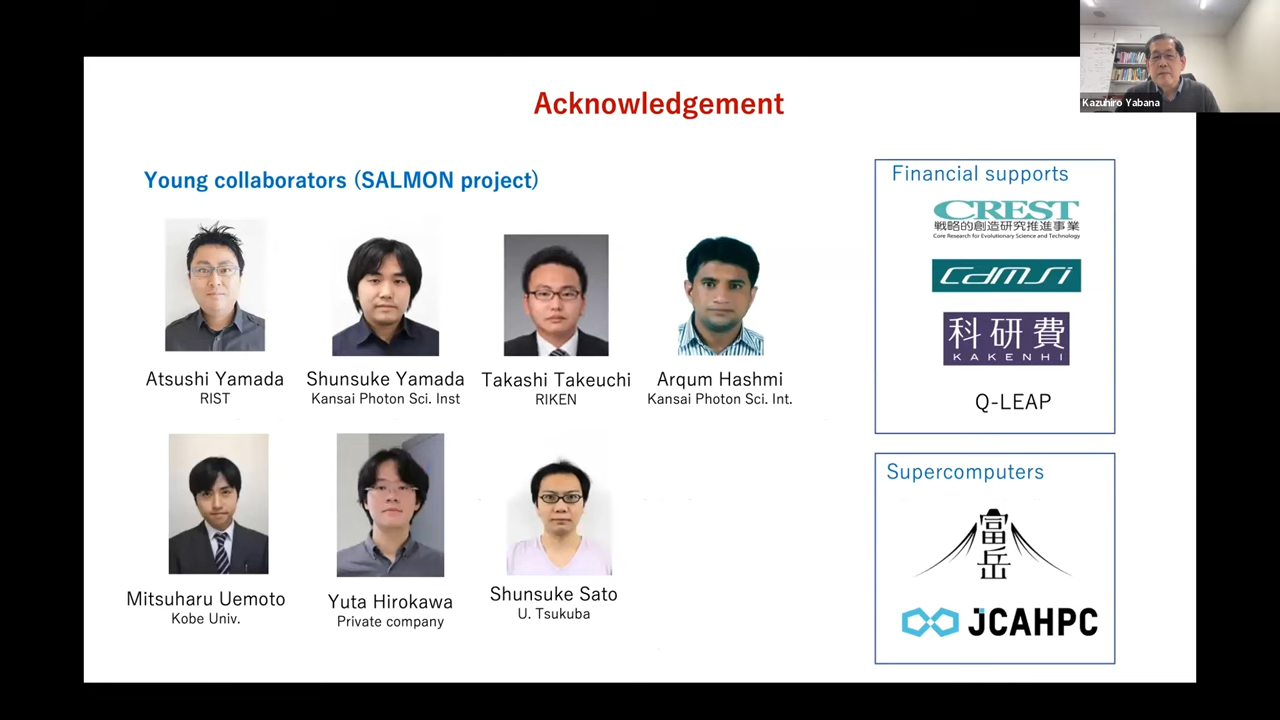 Kazuhiro Yabana
Acknowledgement
Young collaborators (SALMON project)
Atsushi Yamada
RIST
Shunsuke Yamada
Kansai Photon Sci. Inst
Takashi Takeuchi
RIKEN
Arqum Hashmi
Kansai Photon Sci. Int.
Mitsuharu Uemoto
Kobe Univ.
Yuta Hirokawa
Private company
Shunsuke Sato
U. Tsukuba
Financial supports
CREST
戦略的創造研究推進事業
Core Research for Evolutionary Science and Technology
CDMSI
科研費
KAKENHI
Q-LEAP
Supercomputers
富岳
JCAHPC